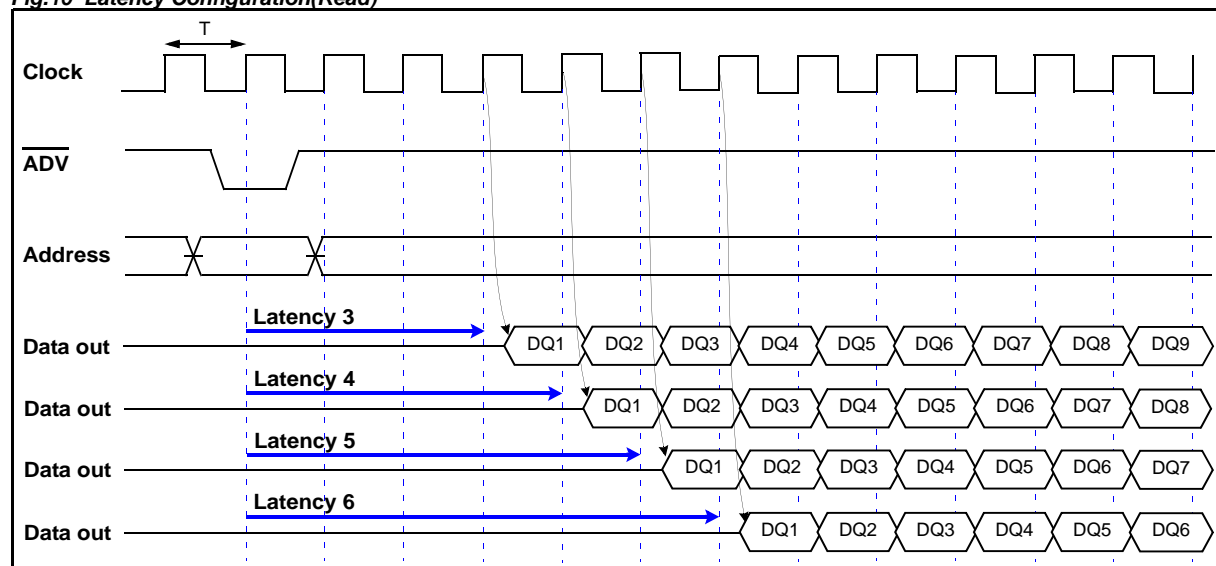 Fig.10 Latency Configuration(Read)
T
Clock
ADV
Address
Latency 3
Data out DQ1 DQ2 DQ3 DQ4 DQ5 DQ6 DQ7 DQ8 DQ9
Latency 4
Data out DQ1 DQ2 DQ3 DQ4 DQ5 DQ6 DQ7 DQ8
Latency 5
Data out DQ1 DQ2 DQ3 DQ4 DQ5 DQ6 DQ7
Latency 6
Data out DQ1 DQ2 DQ3 DQ4 DQ5 DQ6